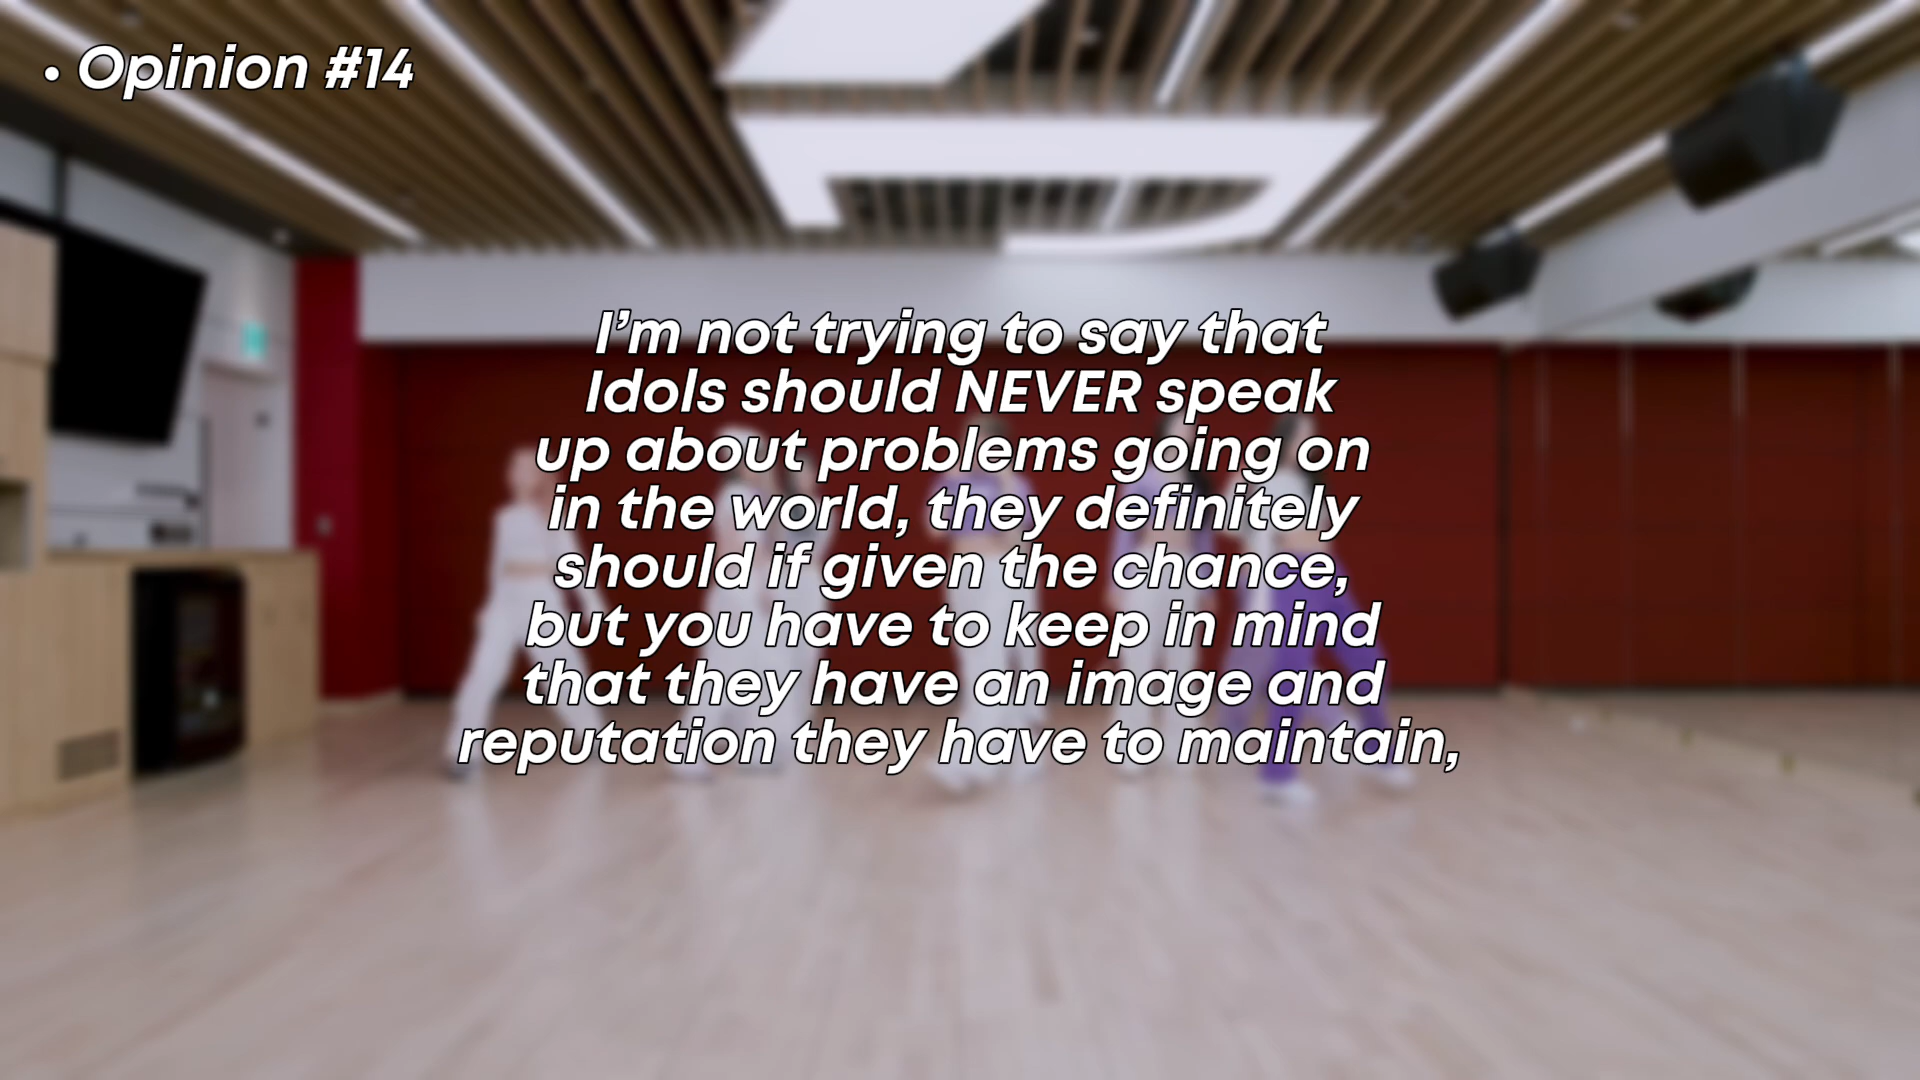 • Opinion #14
I'm not trying to say that
Idols should NEVER speak
up about problems going on
in the world, they definitely
should if given the chance,
but you have to keep in mind
that they have an image and
reputation they have to maintain,